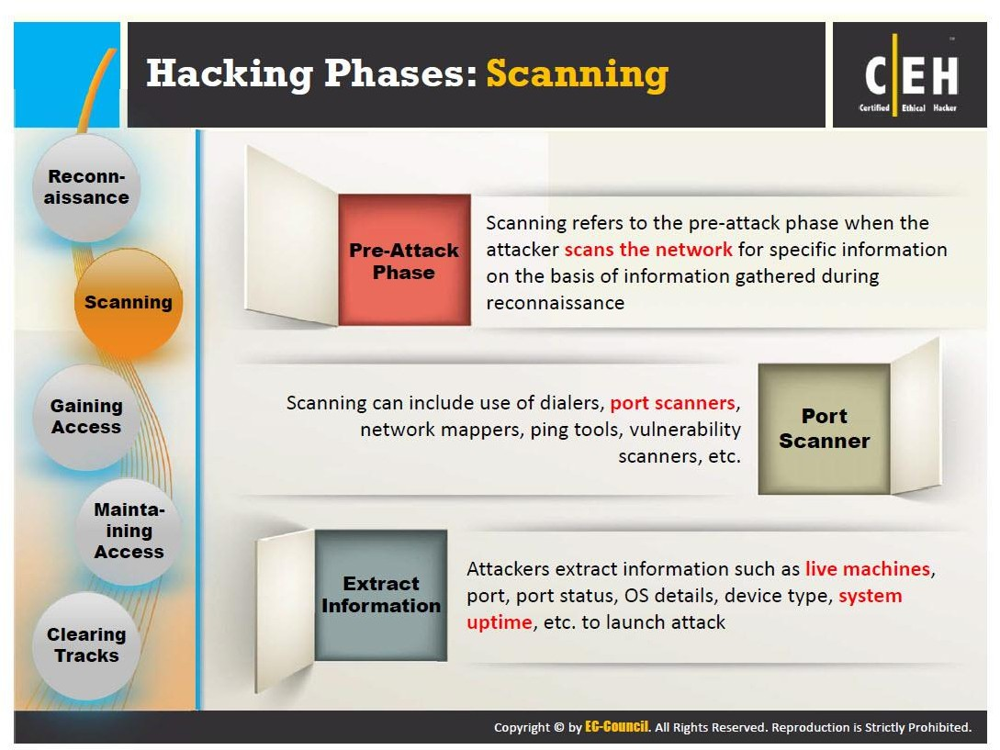 Hacking Phases: Scanning
C|EH
Certified Ethical Hacker
Reconn-
aissance
Scanning
Gaining
Access
Mainta-
ining
Access
Clearing
Tracks
Pre-Attack
Phase
Scanning refers to the pre-attack phase when the
attacker scans the network for specific information
on the basis of information gathered during
reconnaissance
Scanning can include use of dialers, port scanners,
network mappers, ping tools, vulnerability
scanners, etc.
Port
Scanner
Extract
Information
Attackers extract information such as live machines,
port, port status, OS details, device type, system
uptime, etc. to launch attack
Copyright © by EC-Council. All Rights Reserved. Reproduction is Strictly Prohibited.